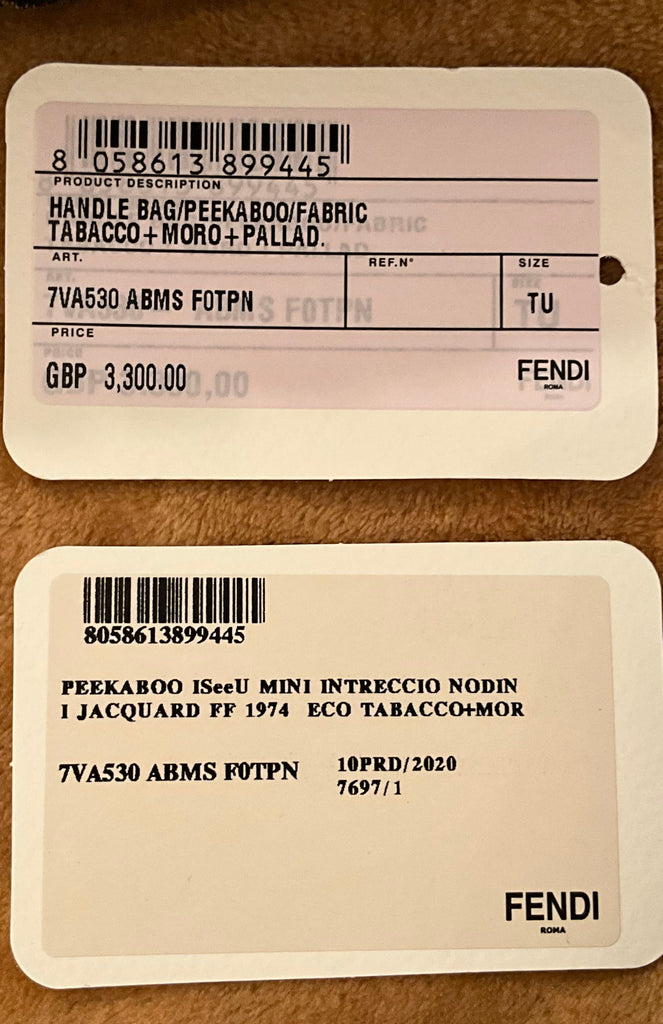 8 058613 899445
PRODUCT DESCRIPTION
HANDLE BAG/PEEKABOO/FABRIC
TABACCO+MORO+PALLAD.
ART. REF.N° SIZE
7VA530 ABMS F0TPN TU
PRICE
GBP 3,300.00
FENDI
ROMA
8058613899445
PEEKABOO ISeeU MINI INTRECCIO NODIN
I JACQUARD FF 1974 ECO TABACCO+MOR
7VA530 ABMS F0TPN 10PRD/2020
7697/1
FENDI
ROMA